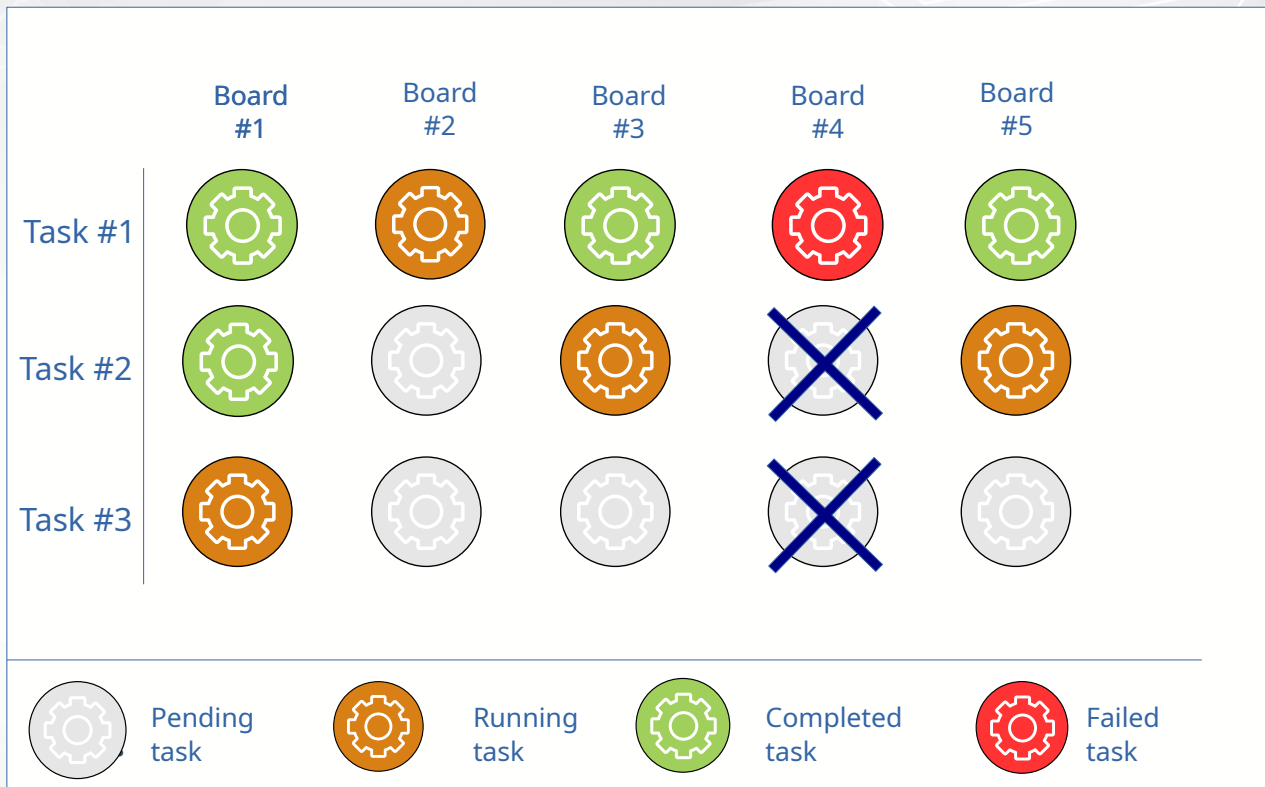 Board
#1
Board
#2
Board
#3
Board
#4
Board
#5
Task #1
Task #2
Task #3
Pending
task
Running
task
Completed
task
Failed
task